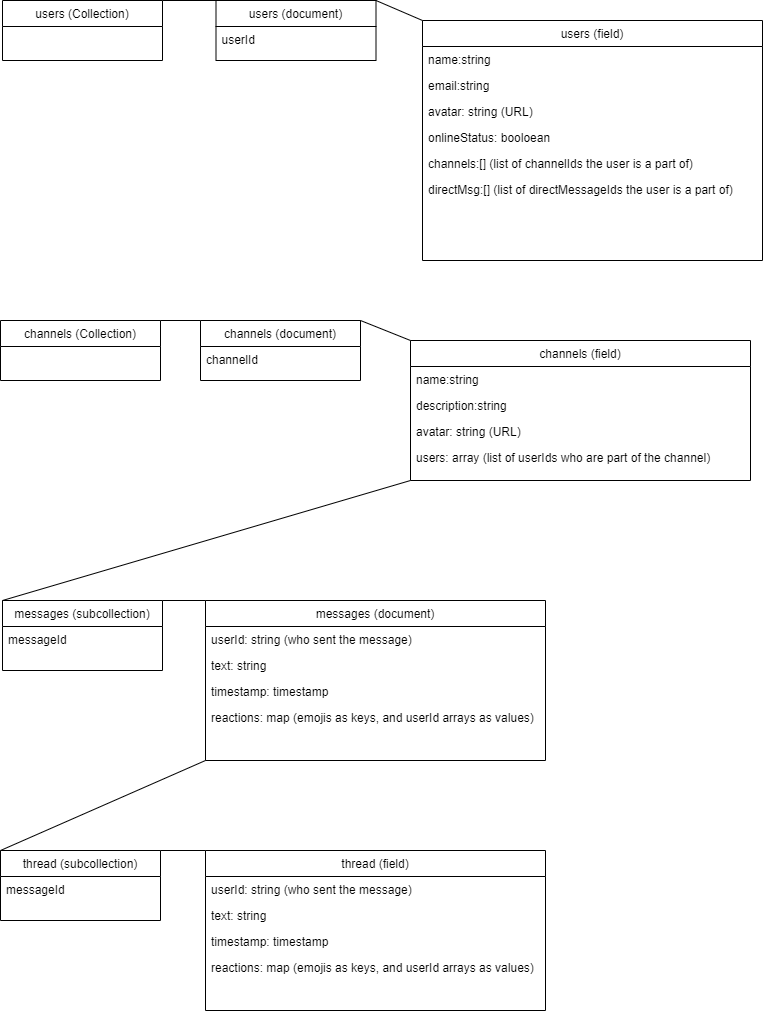 users (Collection)
users (document)
userId
users (field)
name:string
email:string
avatar: string (URL)
onlineStatus: booloean
channels:[] (list of channelIds the user is a part of)
directMsg:[] (list of directMessageIds the user is a part of)
channels (Collection)
channels (document)
channelId
channels (field)
name:string
description:string
avatar: string (URL)
users: array (list of userIds who are part of the channel)
messages (subcollection)
messageId
messages (document)
userId: string (who sent the message)
text: string
timestamp: timestamp
reactions: map (emojis as keys, and userId arrays as values)
thread (subcollection)
messageId
thread (field)
userId: string (who sent the message)
text: string
timestamp: timestamp
reactions: map (emojis as keys, and userId arrays as values)